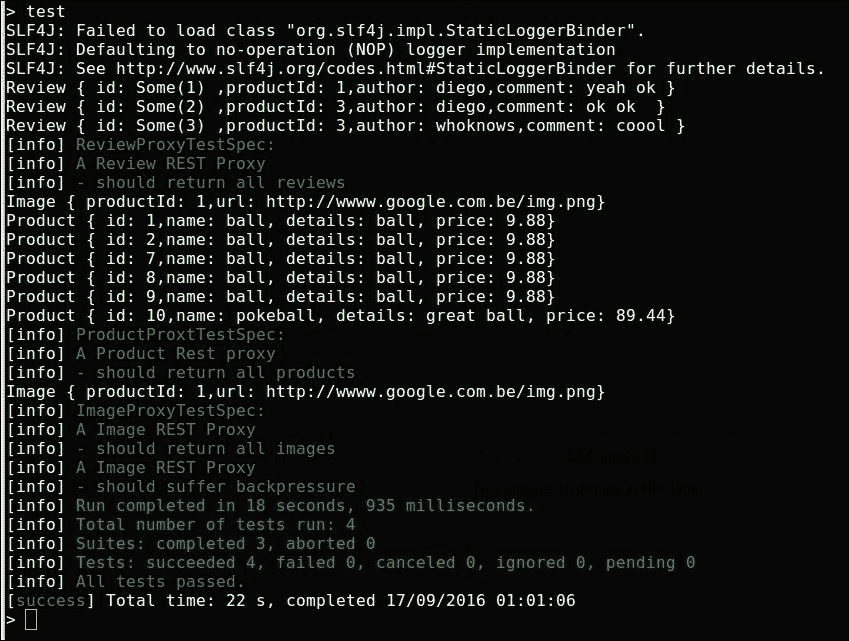 > test
SLF4J: Failed to load class "org.slf4j.impl.StaticLoggerBinder".
SLF4J: Defaulting to no-operation (NOP) logger implementation
SLF4J: See http://www.slf4j.org/codes.html#StaticLoggerBinder for further details.
Review { id: Some(1) ,productId: 1,author: diego,comment: yeah ok }
Review { id: Some(2) ,productId: 3,author: diego,comment: ok ok  }
Review { id: Some(3) ,productId: 3,author: whoknows,comment: coool }
[info] ReviewProxyTestSpec:
[info] A Review REST Proxy
[info] - should return all reviews
Image { productId: 1,url: http://wwww.google.com.be/img.png}
Product { id: 1,name: ball, details: ball, price: 9.88}
Product { id: 2,name: ball, details: ball, price: 9.88}
Product { id: 7,name: ball, details: ball, price: 9.88}
Product { id: 8,name: ball, details: ball, price: 9.88}
Product { id: 9,name: ball, details: ball, price: 9.88}
Product { id: 10,name: pokeball, details: great ball, price: 89.44}
[info] ProductProxtTestSpec:
[info] A Product Rest proxy
[info] - should return all products
Image { productId: 1,url: http://wwww.google.com.be/img.png}
[info] ImageProxyTestSpec:
[info] A Image REST Proxy
[info] - should return all images
[info] A Image REST Proxy
[info] - should suffer backpressure
[info] Run completed in 18 seconds, 935 milliseconds.
[info] Total number of tests run: 4
[info] Suites: completed 3, aborted 0
[info] Tests: succeeded 4, failed 0, canceled 0, ignored 0, pending 0
[info] All tests passed.
[success] Total time: 22 s, completed 17/09/2016 01:01:06
>